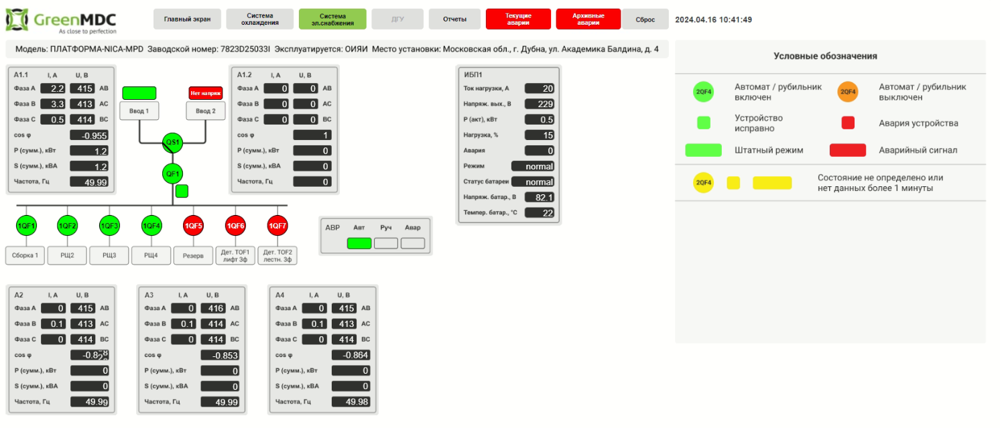 GreenMDC
As close to perfection
Главный экран
Система
охлаждения
Система
эл.снабжения
ДГУ
Отчеты
Текущие
аварии
Архивные
аварии
Сброс
2024.04.16 10:41:49
Модель: ПЛАТФОРМА-NICA-MPD Заводской номер: 7823D25033I Эксплуатируется: ОИЯИ Место установки: Московская обл., г. Дубна, ул. Академика Балдина, д. 4
A1.1 I, A U, B
Фаза A 2.2 415 AB
Фаза B 3.3 413 AC
Фаза C 0.5 414 BC
cos φ -0.955
P (сумм.), кВт 1.2
S (сумм.), кВА 1.2
Частота, Гц 49.99
Нет напряж
Ввод 1
Ввод 2
QS1
QF1
A1.2 I, A U, B
Фаза A 0 0 AB
Фаза B 0 0 AC
Фаза C 0 0 BC
cos φ 1
P (сумм.), кВт 0
S (сумм.), кВА 0
Частота, Гц 0
ИБП1
Ток нагрузки, А 20
Напряж. вых., В 229
P (акт), кВт 0.5
Нагрузка, % 15
Авария 0
Режим normal
Статус батареи normal
Напряж. батар., В 82.1
Темпер. батар., °C 22
Условные обозначения
2QF4
Автомат / рубильник
включен
2QF4
Автомат / рубильник
выключен
Устройство
исправно
Авария устройства
Штатный режим
Аварийный сигнал
2QF4
Состояние не определено или
нет данных более 1 минуты
1QF1
1QF2
1QF3
1QF4
1QF5
1QF6
1QF7
Сборка 1
РЩ2
РЩ3
РЩ4
Резерв
Дет. TOF1
лифт 3ф
Дет. TOF2
лестн. 3ф
АВР Авт Руч Авар
A2 I, A U, B
Фаза A 0 415 AB
Фаза B 0.1 413 AC
Фаза C 0 414 BC
cos φ
P (сумм.), кВт 0
S (сумм.), кВА 0
Частота, Гц 49.99
A3 I, A U, B
Фаза A 0 416 AB
Фаза B 0.1 414 AC
Фаза C 0 414 BC
cos φ -0.853
P (сумм.), кВт 0
S (сумм.), кВА 0
Частота, Гц 49.99
A4 I, A U, B
Фаза A 0 415 AB
Фаза B 0.1 413 AC
Фаза C 0 414 BC
cos φ -0.864
P (сумм.), кВт 0
S (сумм.), кВА 0
Частота, Гц 49.98